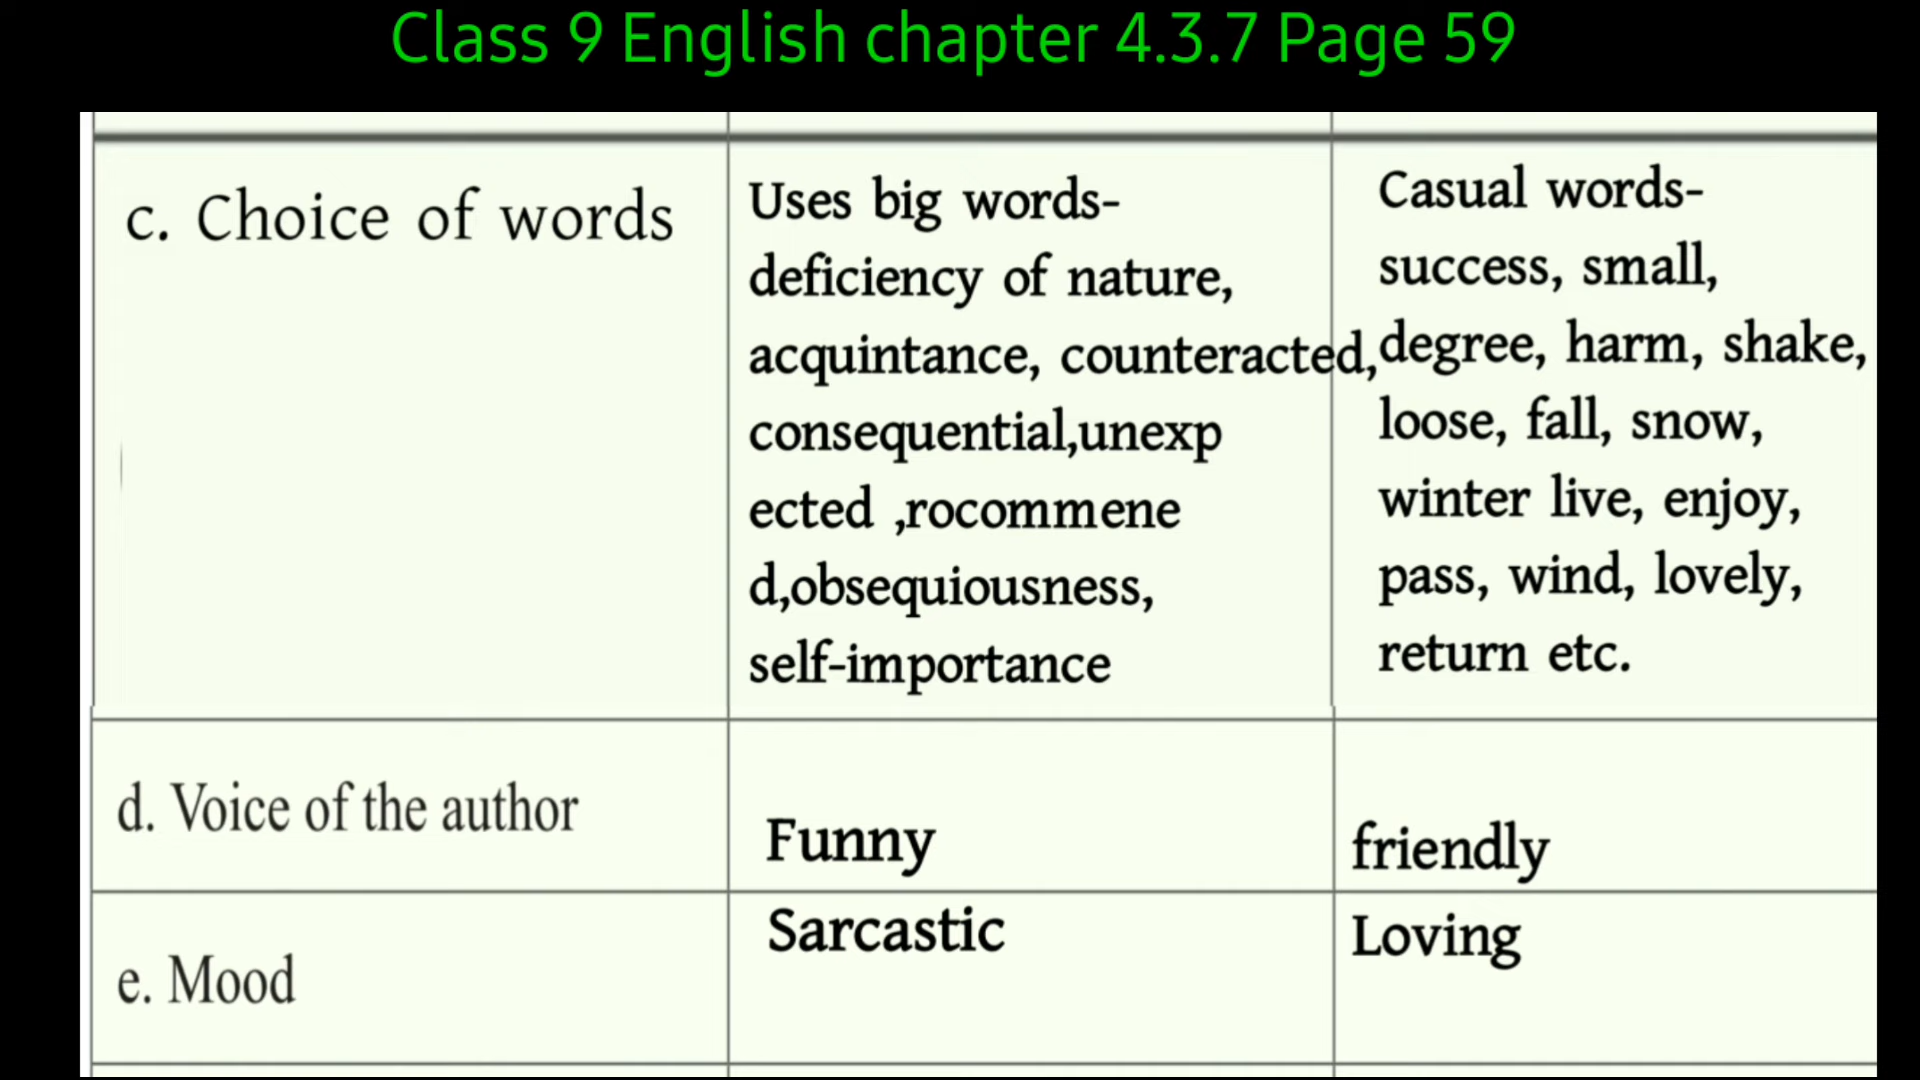 Class 9 English chapter 4.3.7 Page 59
c. Choice of words
Uses big words-
deficiency of nature,
acquintance, counteracted,
consequential,unexp
ected ,rocommene
d,obsequiousness,
self-importance
Casual words-
success, small,
degree, harm, shake,
loose, fall, snow,
winter live, enjoy,
pass, wind, lovely,
return etc.
d. Voice of the author
Funny
friendly
e. Mood
Sarcastic
Loving